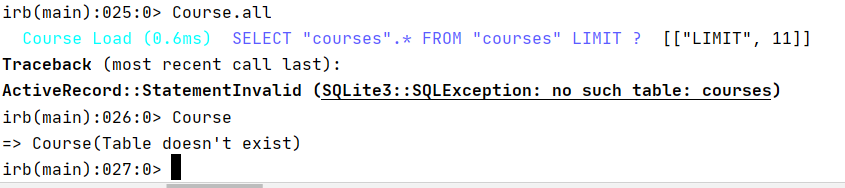 irb(main):025:0> Course.all
Course Load (0.6ms)  SELECT "courses".* FROM "courses" LIMIT ?  [["LIMIT", 11]]
Traceback (most recent call last):
ActiveRecord::StatementInvalid (SQLite3::SQLException: no such table: courses)
irb(main):026:0> Course
=> Course(Table doesn't exist)
irb(main):027:0>